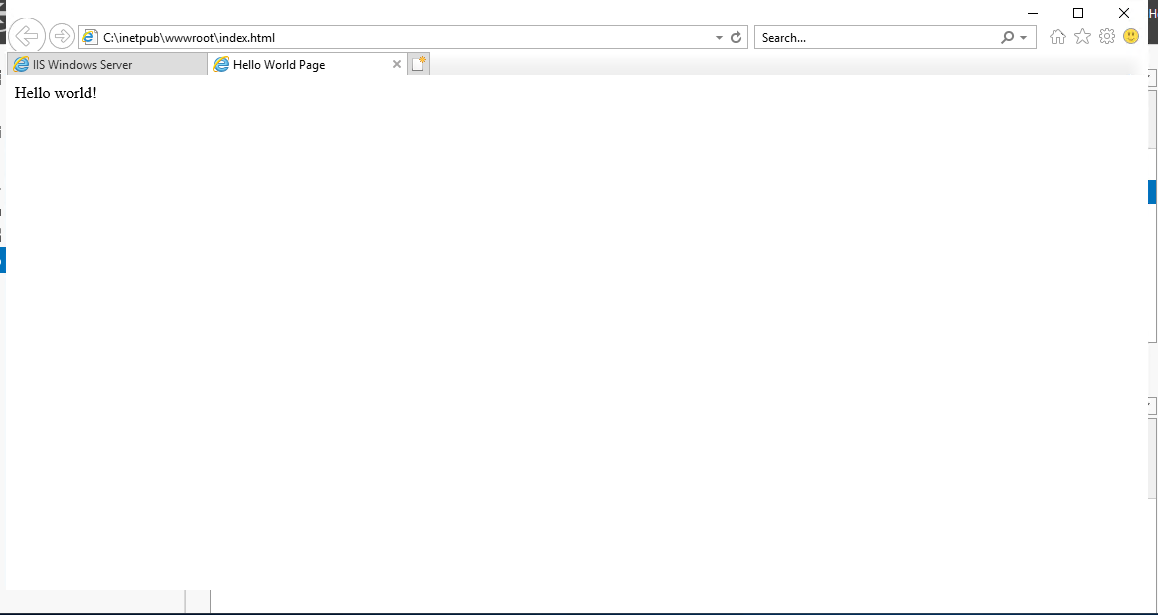 C:\inetpub\wwwroot\index.html
Search...
IIS Windows Server
Hello World Page
Hello world!